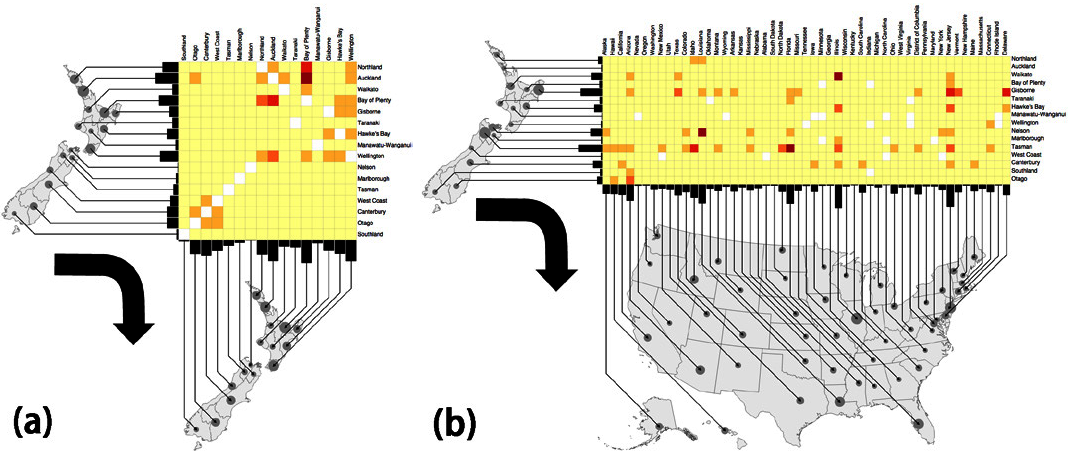 Southland
Otago
Canterbury
West Coast
Tasman
Marlborough
Nelson
Northland
Auckland
Waikato
Taranaki
Bay of Plenty
Manawatu-Wanganui
Gisborne
Hawke's Bay
Wellington
Northland
Auckland
Waikato
Bay of Plenty
Gisborne
Taranaki
Hawke's Bay
Manawatu-Wanganui
Wellington
Nelson
Marlborough
Tasman
West Coast
Canterbury
Otago
Southland
(a)
Alaska
Hawaii
California
Arizona
Nevada
Oregon
Washington
New Mexico
Utah
Texas
Colorado
Idaho
Louisiana
Oklahoma
Montana
Wyoming
Arkansas
Kansas
Mississippi
Nebraska
Alabama
South Dakota
North Dakota
Florida
Missouri
Tennessee
Iowa
Minnesota
Georgia
Illinois
Wisconsin
Kentucky
South Carolina
Indiana
Michigan
North Carolina
Ohio
West Virginia
Virginia
District of Columbia
Pennsylvania
Maryland
New York
New Jersey
Vermont
New Hampshire
Maine
Massachusetts
Connecticut
Rhode Island
Delaware
Northland
Auckland
Waikato
Bay of Plenty
Gisborne
Taranaki
Hawke's Bay
Manawatu-Wanganui
Wellington
Nelson
Marlborough
Tasman
West Coast
Canterbury
Southland
Otago
(b)